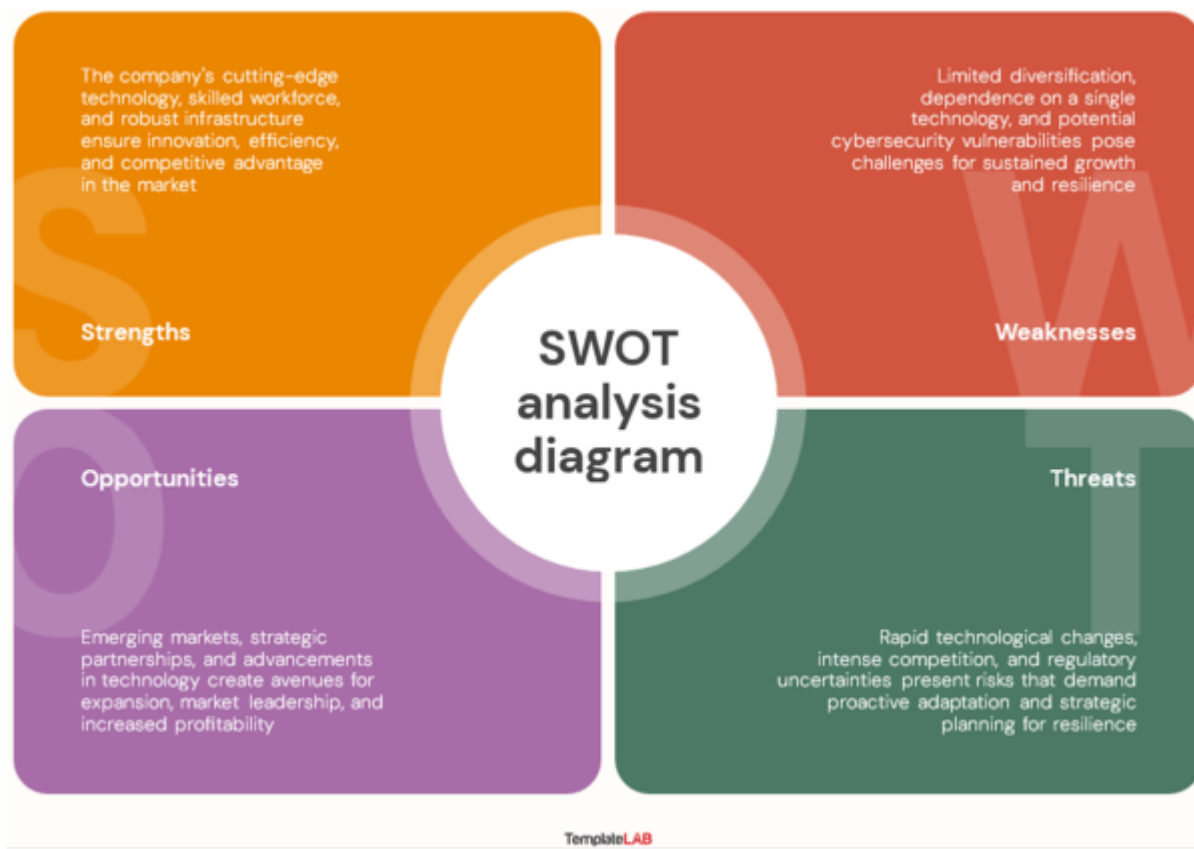 The company's cutting-edge
technology, skilled workforce,
and robust infrastructure
ensure innovation, efficiency,
and competitive advantage
in the market
S
Strengths
Limited diversification,
dependence on a single
technology, and potential
cybersecurity vulnerabilities pose
challenges for sustained growth
and resilience
W
Weaknesses
SWOT
analysis
diagram
O
Opportunities
Emerging markets, strategic
partnerships, and advancements
in technology create avenues for
expansion, market leadership, and
increased profitability
T
Threats
Rapid technological changes,
intense competition, and regulatory
uncertainties present risks that demand
proactive adaptation and strategic
planning for resilience
TemplateLAB